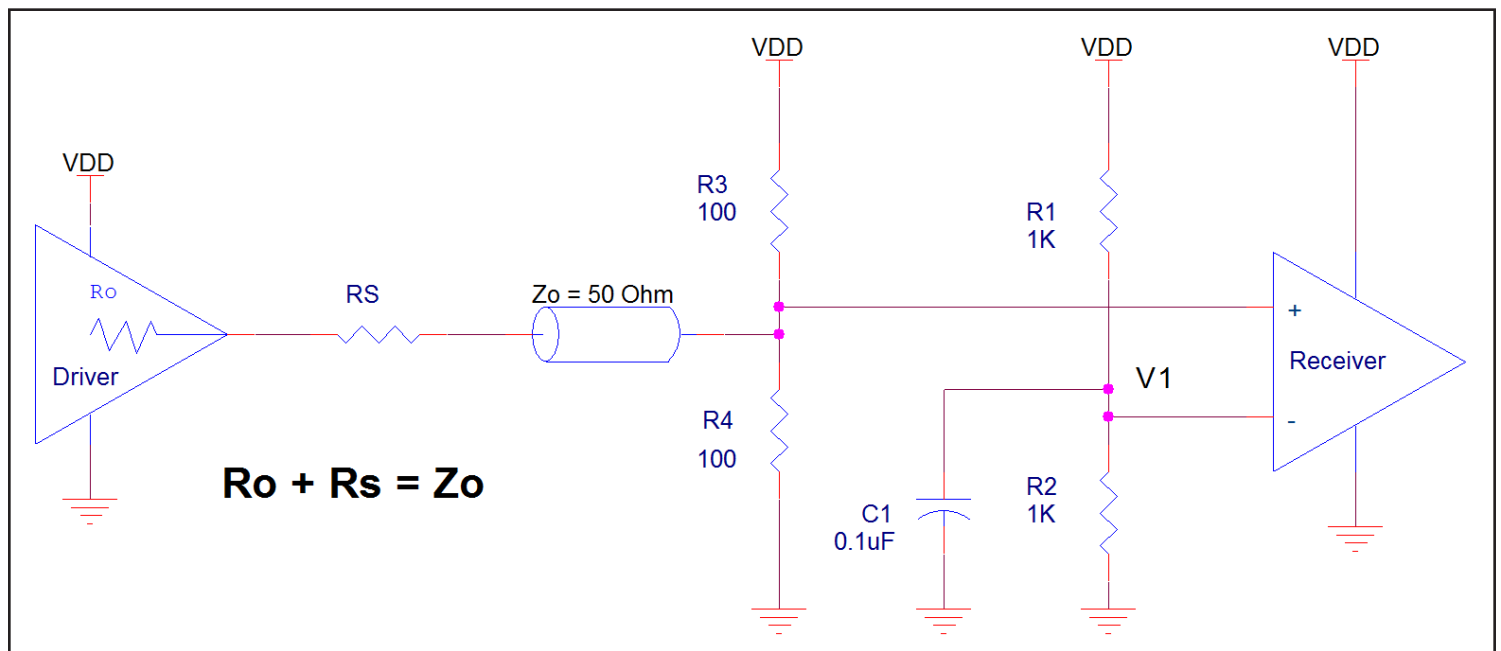 VDD
VDD
VDD
VDD
R3
100
R1
1K
Ro
RS
Zo = 50 Ohm
+
Receiver
Driver
V1
-
R4
100
Ro + Rs = Zo
R2
1K
C1
0.1uF